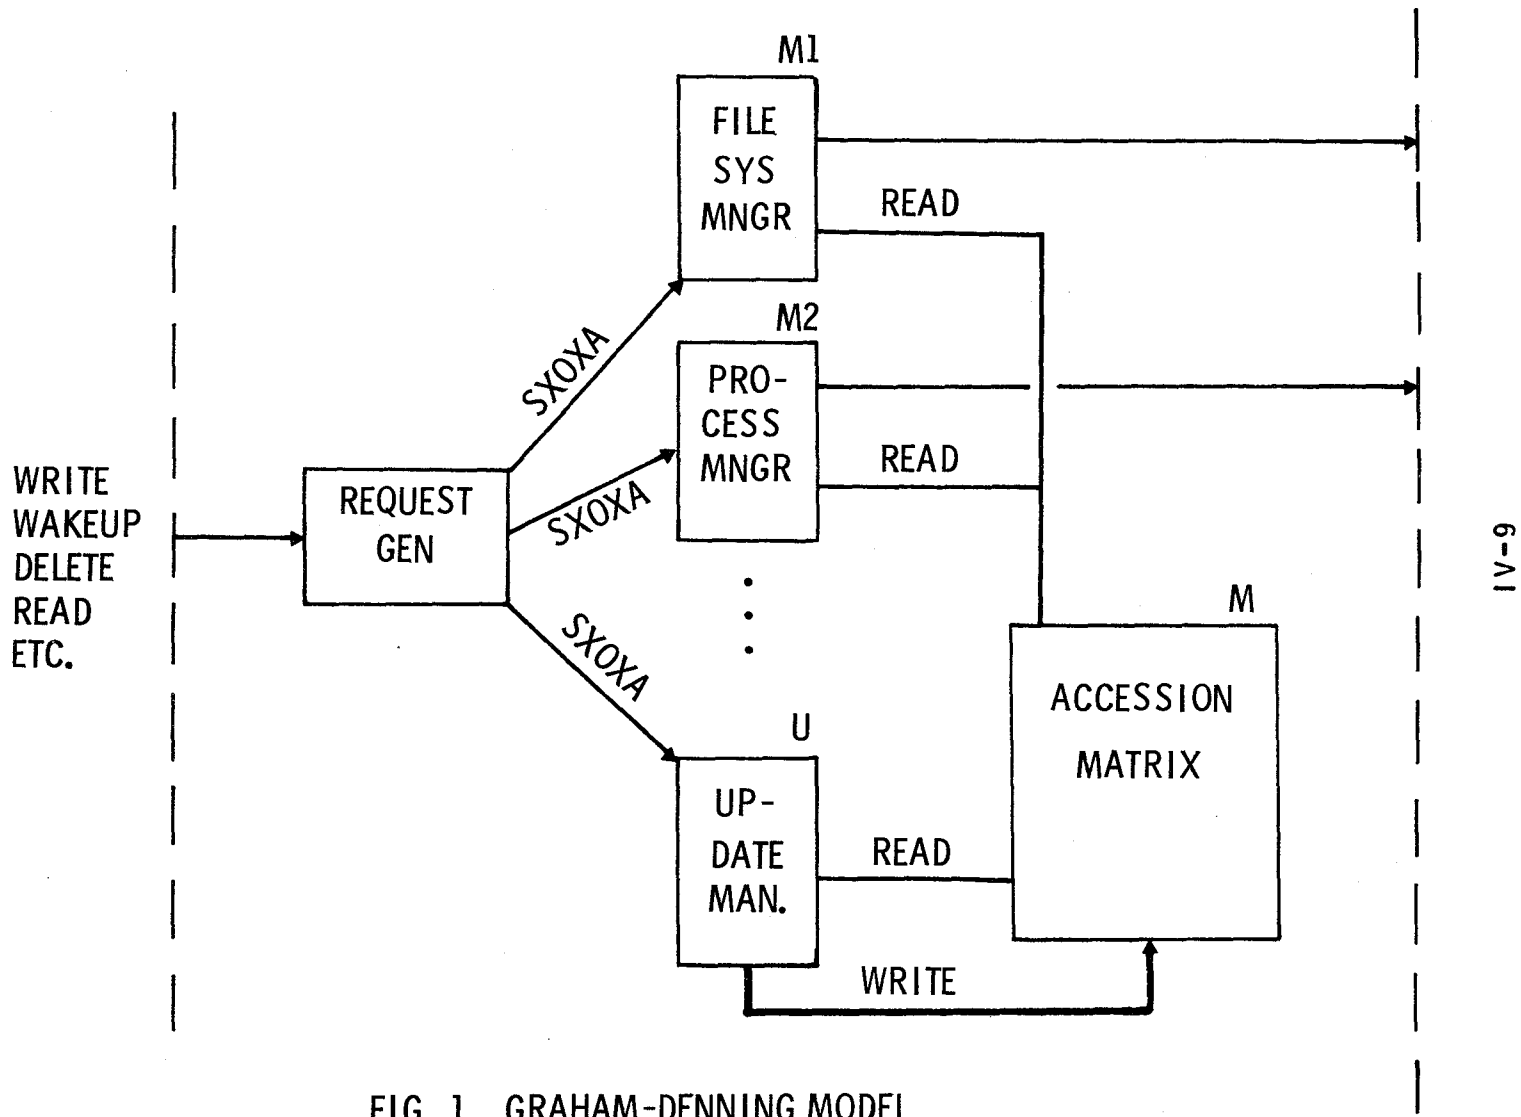 M1
FILE
SYS
MNGR
READ
SXOXA
M2
PRO-
CESS
MNGR
READ
SXOXA
WRITE
WAKEUP
DELETE
READ
ETC.
REQUEST
GEN
SXOXA
IV-9
M
ACCESSION
MATRIX
U
UP-
DATE
MAN.
READ
WRITE
FIG. 1 GRAHAM-DENNING MODEL